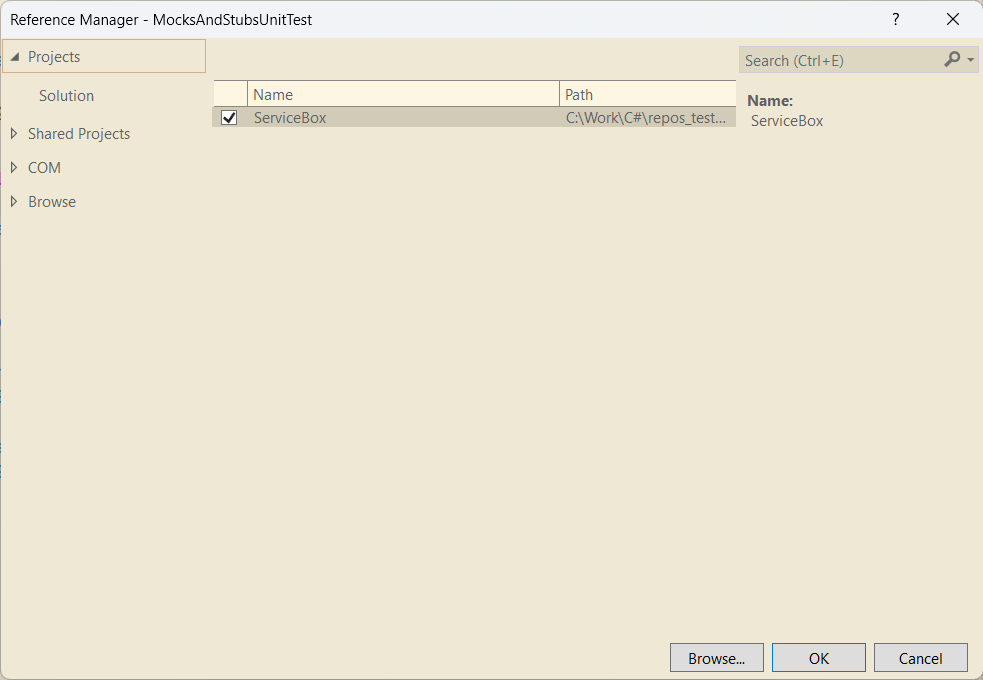 Reference Manager - MocksAndStubsUnitTest
?
Projects
Solution
Shared Projects
COM
Browse
Name Path
ServiceBox C:\Work\C#\repos_test...
Search (Ctrl+E)
Name:
ServiceBox
Browse... OK Cancel